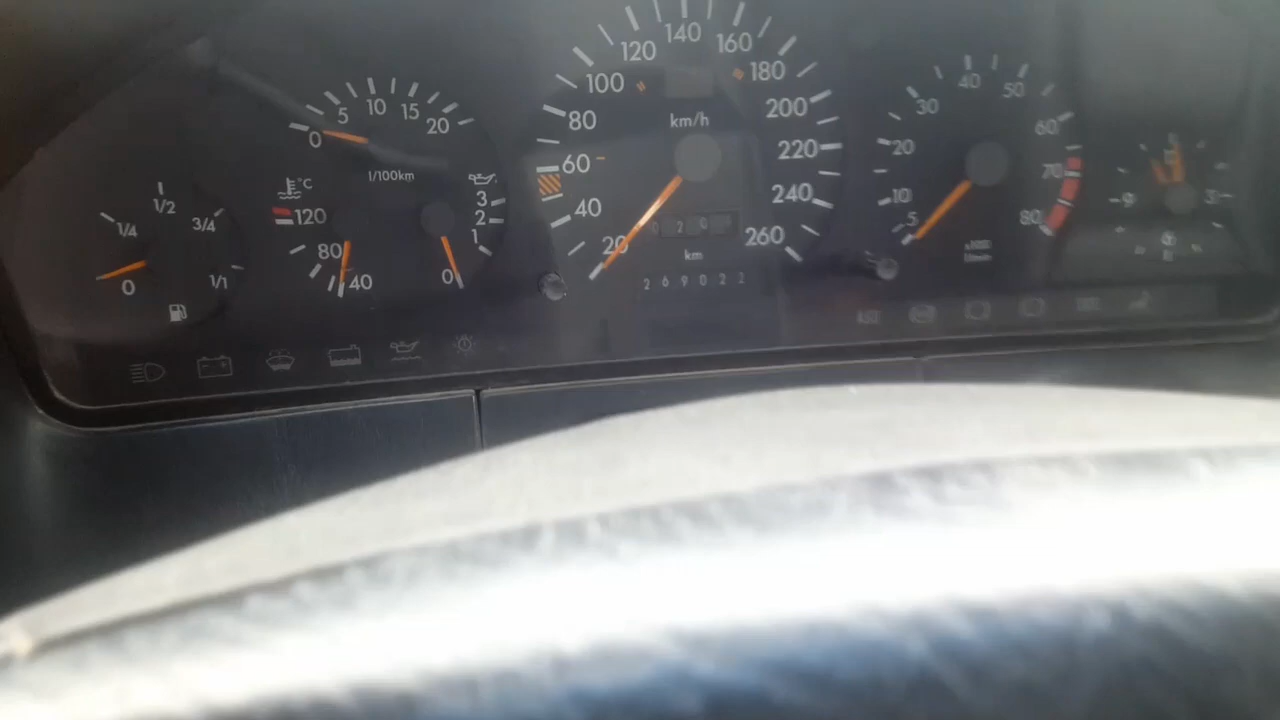 0 1/4 1/2 3/4 1/1
0 5 10 15 20
l/100km
°C
120
80
40
3
2
1
0
20 40 60 80 100 120 140 160 180 200 220 240 260
km/h
km
269022
5 10 20 30 40 50 60 70 80
9
3